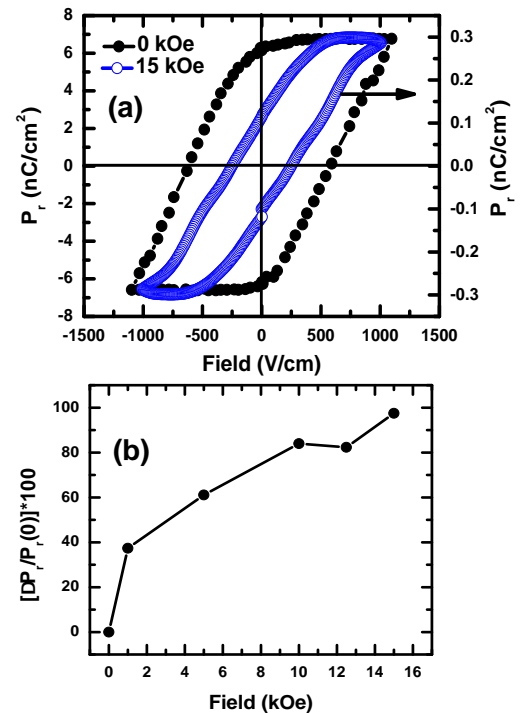 8
6
4
2
0
-2
-4
-6
-8
P_r (nC/cm^2)
0 kOe
15 kOe
(a)
0.3
0.2
0.1
0.0
-0.1
-0.2
-0.3
P_r (nC/cm^2)
-1500 -1000 -500 0 500 1000 1500
Field (V/cm)
100
80
60
40
20
0
[DP_r/P_r(0)]*100
(b)
0 2 4 6 8 10 12 14 16
Field (kOe)